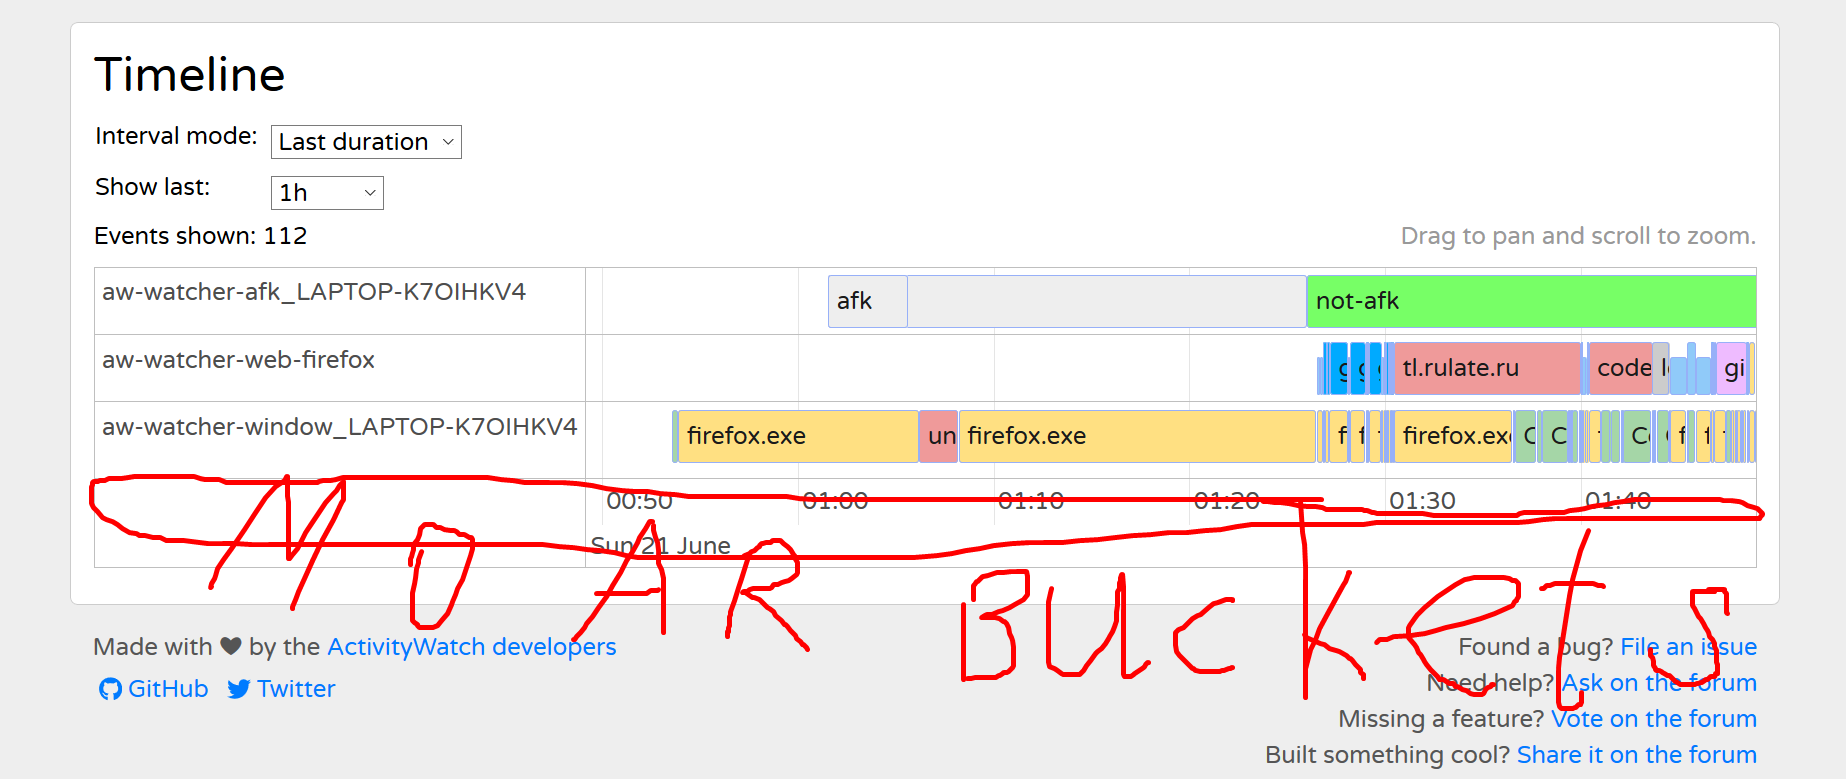 Timeline
Interval mode: Last duration
Show last: 1h
Events shown: 112
Drag to pan and scroll to zoom.
aw-watcher-afk_LAPTOP-K7OIHKV4 afk not-afk
aw-watcher-web-firefox g g g tl.rulate.ru code gi
aw-watcher-window_LAPTOP-K7OIHKV4 firefox.exe un firefox.exe f f firefox.ex C C C f f
00:50 01:00 01:10 01:20 01:30 01:40
Sun 21 June
MOAR BUCKETS
Made with ♥ by the ActivityWatch developers
GitHub Twitter
Found a bug? File an issue
Need help? Ask on the forum
Missing a feature? Vote on the forum
Built something cool? Share it on the forum